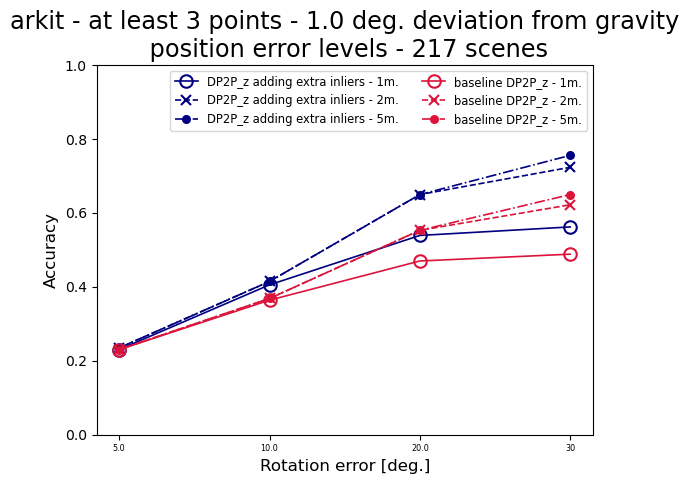 arkit - at least 3 points - 1.0 deg. deviation from gravity
position error levels - 217 scenes
DP2P_z adding extra inliers - 1m.
DP2P_z adding extra inliers - 2m.
DP2P_z adding extra inliers - 5m.
baseline DP2P_z - 1m.
baseline DP2P_z - 2m.
baseline DP2P_z - 5m.
1.0
0.8
0.6
0.4
0.2
0.0
Accuracy
5.0
10.0
20.0
30
Rotation error [deg.]